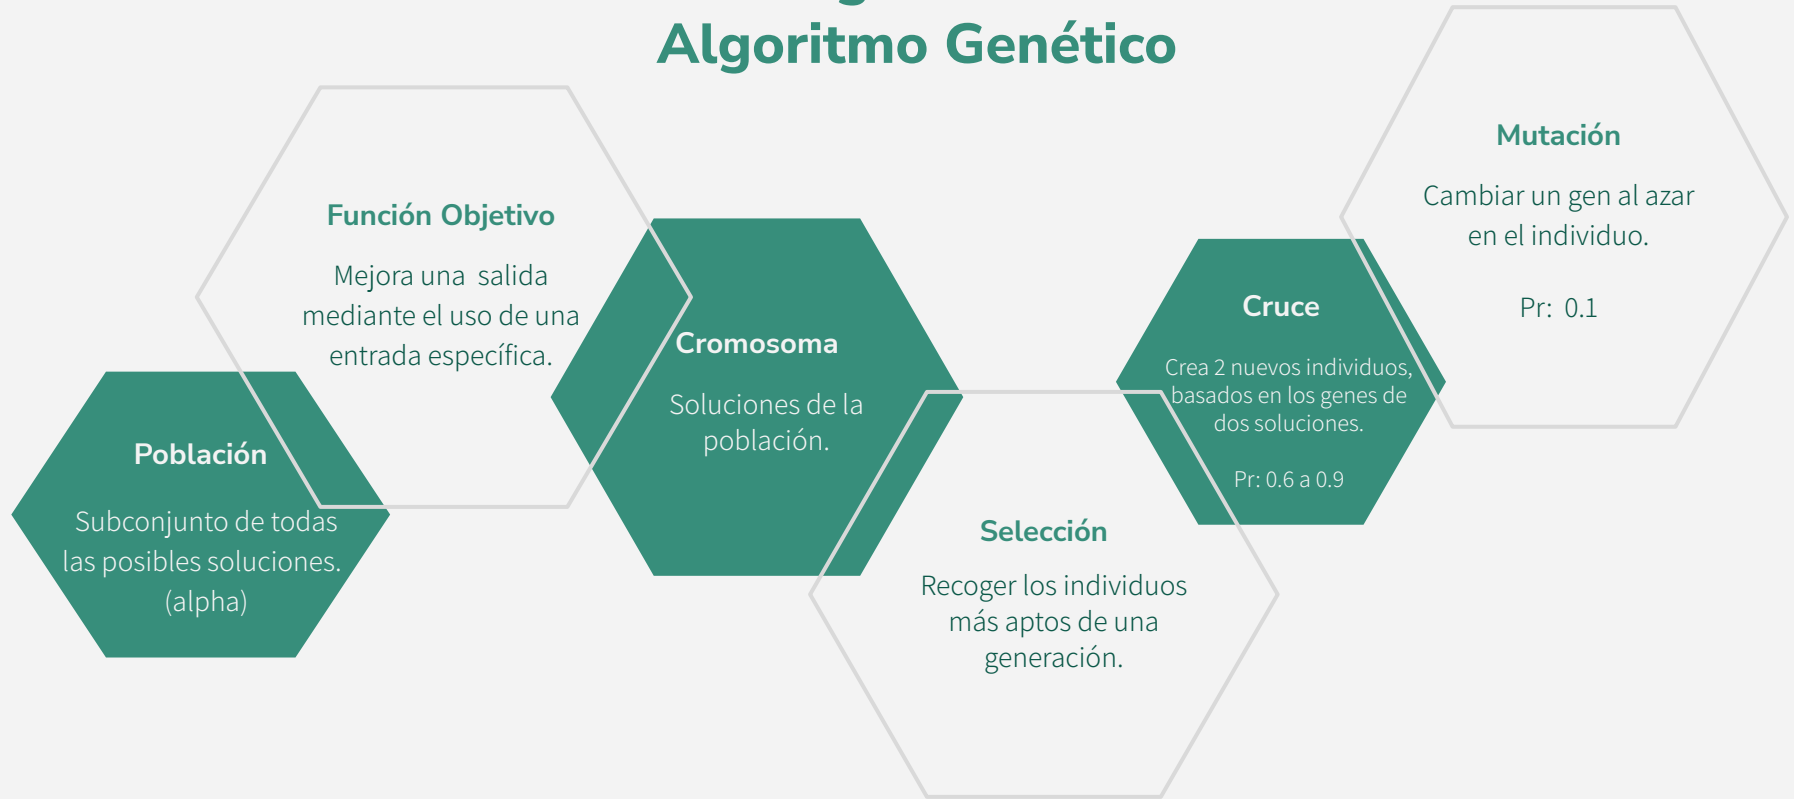 Algoritmo Genético
Población
Subconjunto de todas
las posibles soluciones.
(alpha)
Función Objetivo
Mejora una  salida
mediante el uso de una
entrada específica.
Cromosoma
Soluciones de la
población.
Selección
Recoger los individuos
más aptos de una
generación.
Cruce
Crea 2 nuevos individuos,
basados en los genes de
dos soluciones.
Pr: 0.6 a 0.9
Mutación
Cambiar un gen al azar
en el individuo.
Pr:  0.1